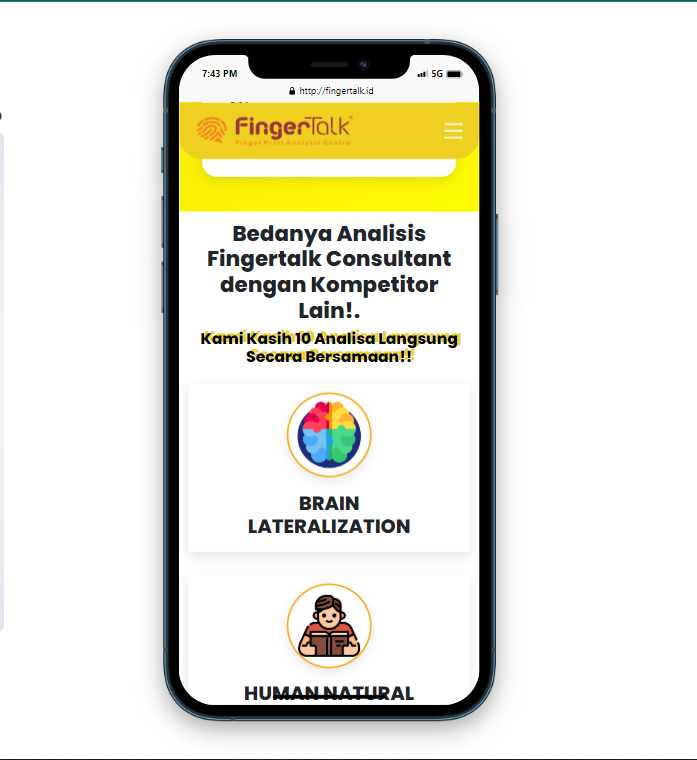 7:43 PM
5G
http://fingertalk.id
FingerTalk
Finger Print Analysis Centre
Bedanya Analisis
Fingertalk Consultant
dengan Kompetitor
Lain!.
Kami Kasih 10 Analisa Langsung
Secara Bersamaan!!
BRAIN
LATERALIZATION
HUMAN NATURAL